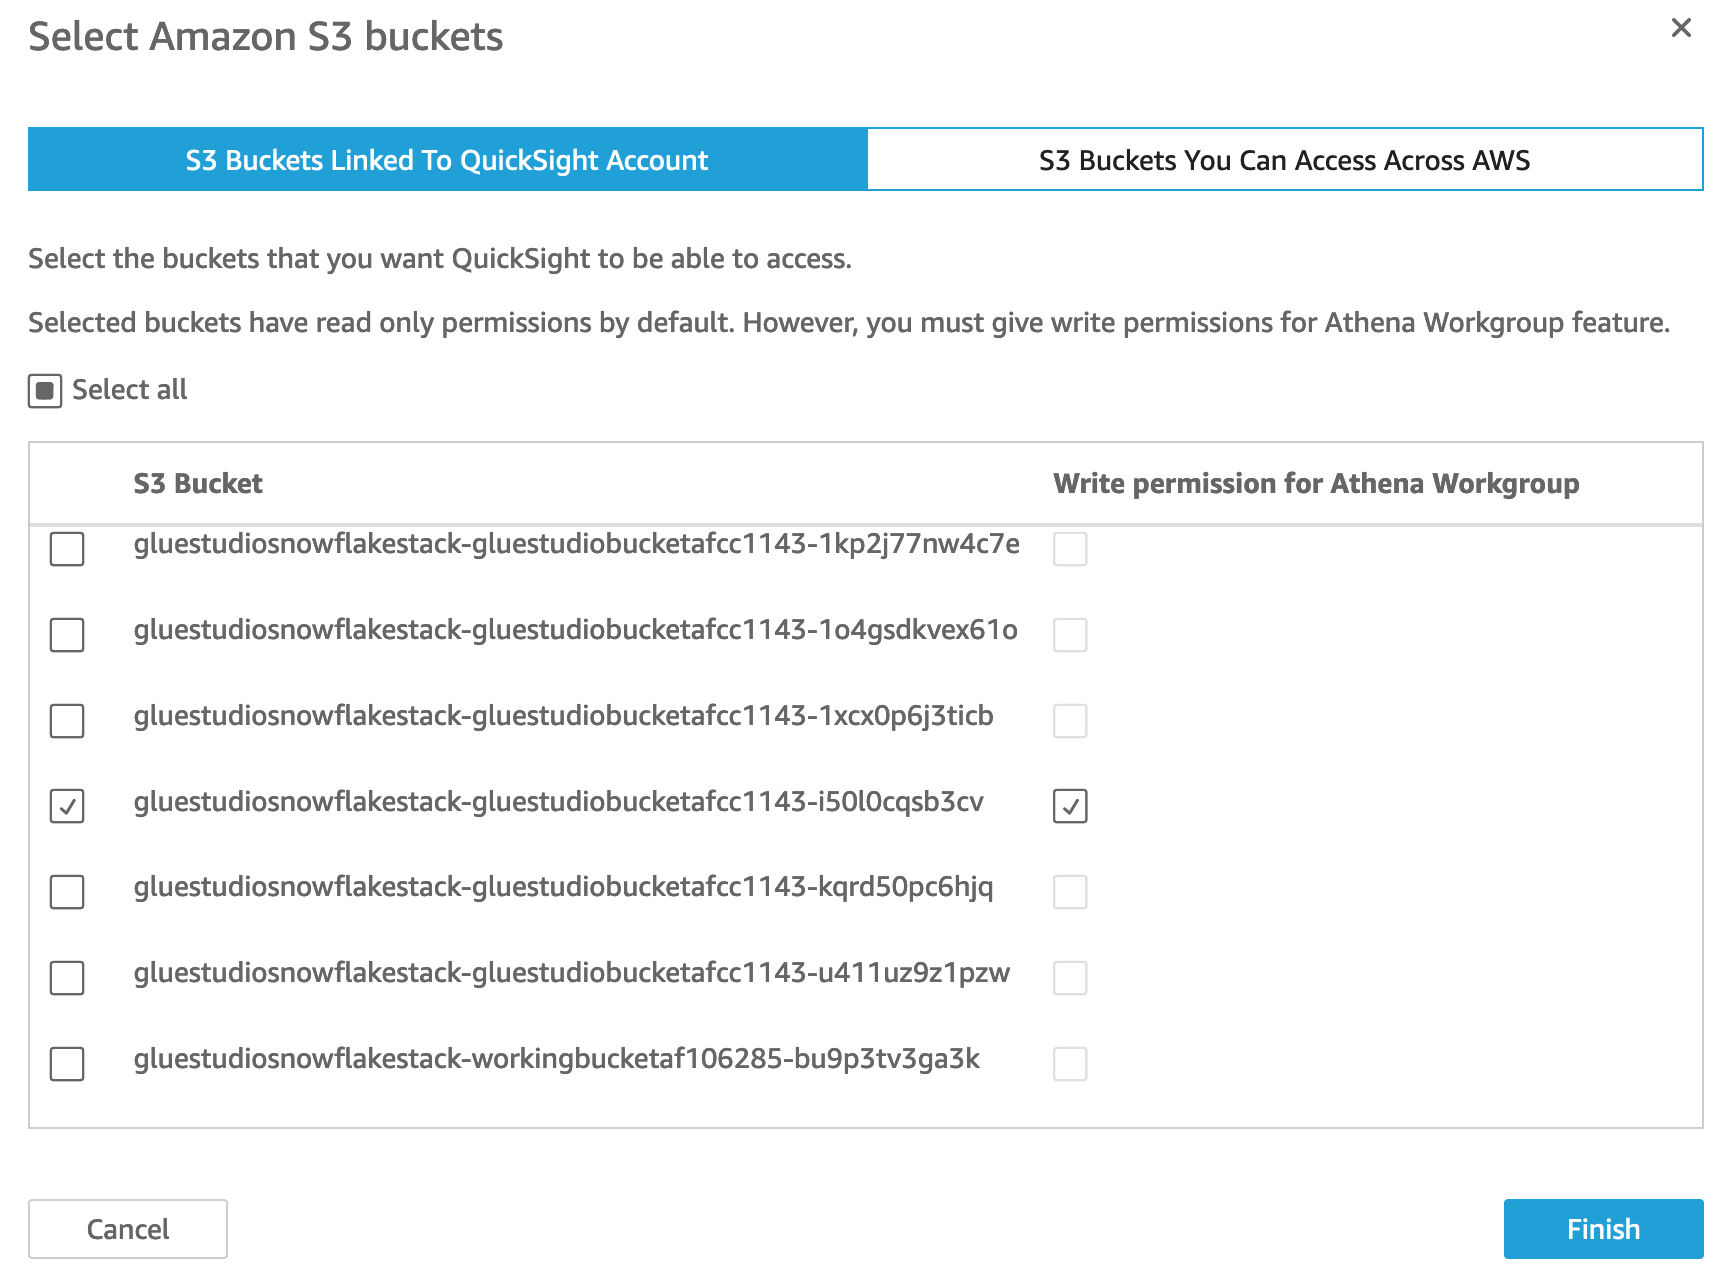 Select Amazon S3 buckets
S3 Buckets Linked To QuickSight Account
S3 Buckets You Can Access Across AWS
Select the buckets that you want QuickSight to be able to access.
Selected buckets have read only permissions by default. However, you must give write permissions for Athena Workgroup feature.
Select all
S3 Bucket
Write permission for Athena Workgroup
gluestudiosnowflakestack-gluestudiobucketafcc1143-1kp2j77nw4c7e
gluestudiosnowflakestack-gluestudiobucketafcc1143-1o4gsdkvex61o
gluestudiosnowflakestack-gluestudiobucketafcc1143-1xcx0p6j3ticb
gluestudiosnowflakestack-gluestudiobucketafcc1143-i50l0cqsb3cv
gluestudiosnowflakestack-gluestudiobucketafcc1143-kqrd50pc6hjq
gluestudiosnowflakestack-gluestudiobucketafcc1143-u411uz9z1pzw
gluestudiosnowflakestack-workingbucketaf106285-bu9p3tv3ga3k
Cancel
Finish